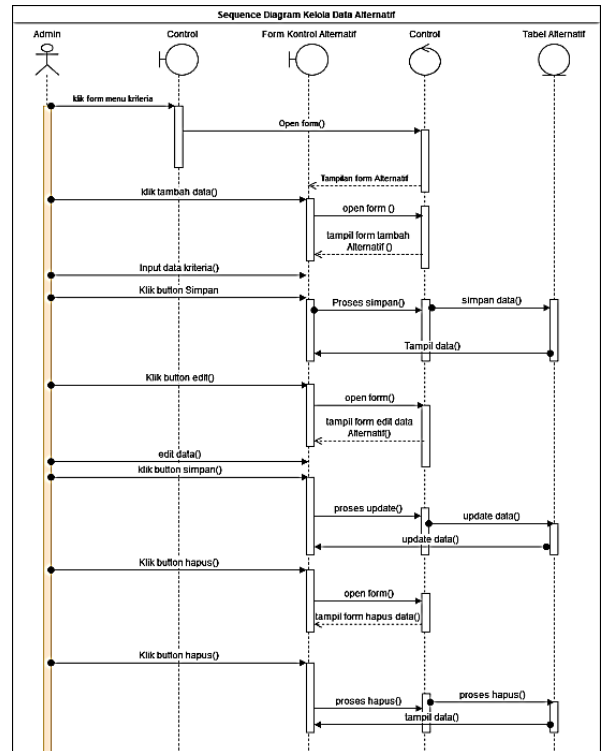 Sequence Diagram Kelola Data Alternatif
Admin
Control
Form Kontrol Alternatif
Control
Tabel Alternatif
klik form menu kriteria
Open form()
Tampilan form Alternatif
klik tambah data()
open form ()
tampil form tambah
Alternatif ()
Input data kriteria()
Klik button Simpan
Proses simpan()
simpan data()
Tampil data()
Klik button edit()
open form()
tampil form edit data
Alternatif()
edit data()
klik button simpan()
proses update()
update data()
update data()
Klik button hapus()
open form()
tampil form hapus data()
Klik button hapus()
proses hapus()
proses hapus()
tampil data()